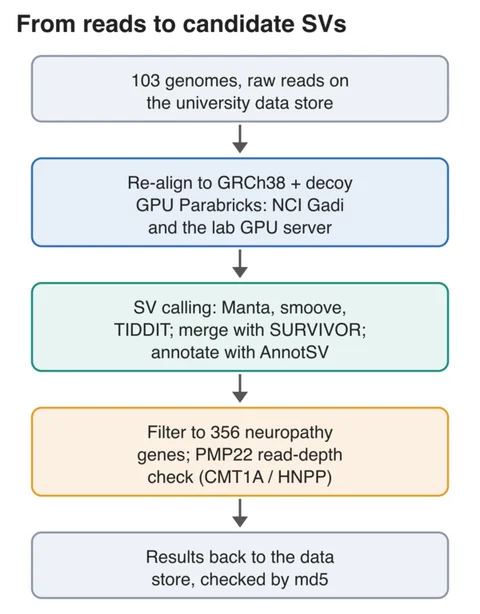 From reads to candidate SVs
103 genomes, raw reads on
the university data store
Re-align to GRCh38 + decoy
GPU Parabricks: NCI Gadi
and the lab GPU server
SV calling: Manta, smoove,
TIDDIT; merge with SURVIVOR;
annotate with AnnotSV
Filter to 356 neuropathy
genes; PMP22 read-depth
check (CMT1A / HNPP)
Results back to the data
store, checked by md5